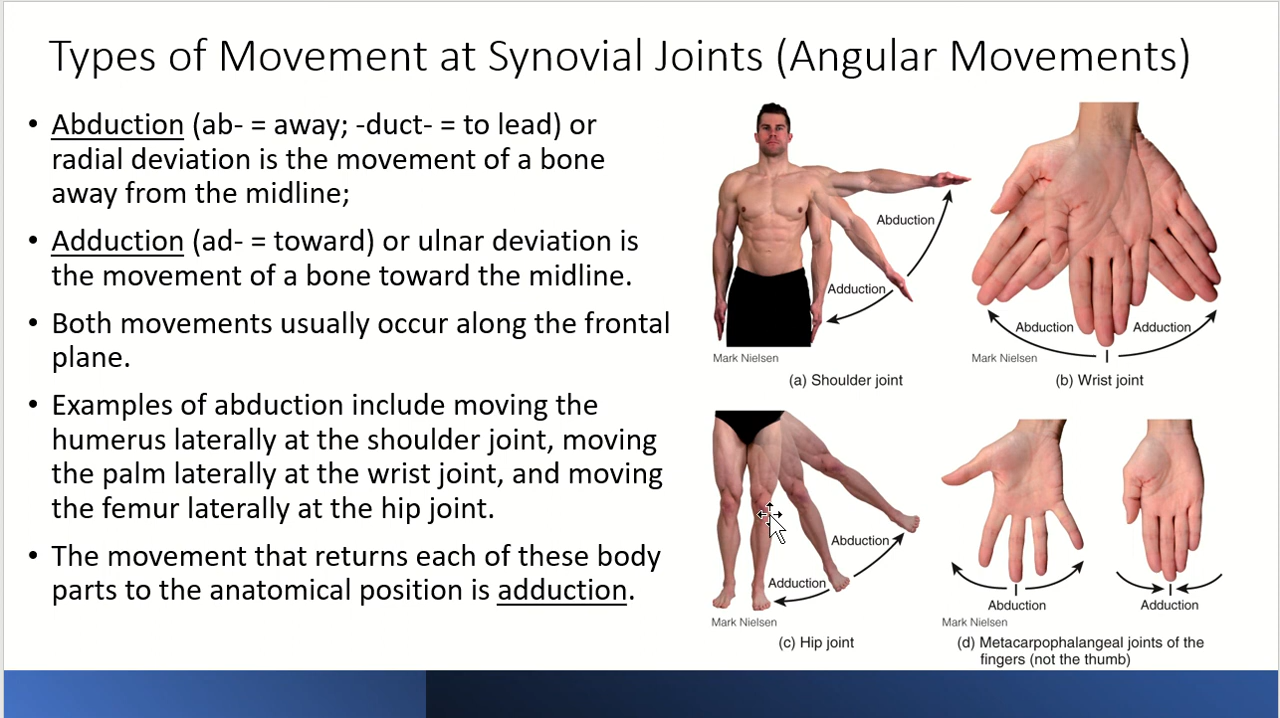 Types of Movement at Synovial Joints (Angular Movements)
• Abduction (ab- = away; -duct- = to lead) or
radial deviation is the movement of a bone
away from the midline;
• Adduction (ad- = toward) or ulnar deviation is
the movement of a bone toward the midline.
• Both movements usually occur along the frontal
plane.
• Examples of abduction include moving the
humerus laterally at the shoulder joint, moving
the palm laterally at the wrist joint, and moving
the femur laterally at the hip joint.
• The movement that returns each of these body
parts to the anatomical position is adduction.
Abduction
Adduction
Mark Nielsen
(a) Shoulder joint
Abduction
Adduction
Mark Nielsen
(b) Wrist joint
Abduction
Adduction
Mark Nielsen
(c) Hip joint
Abduction
Adduction
Mark Nielsen
(d) Metacarpophalangeal joints of the
fingers (not the thumb)